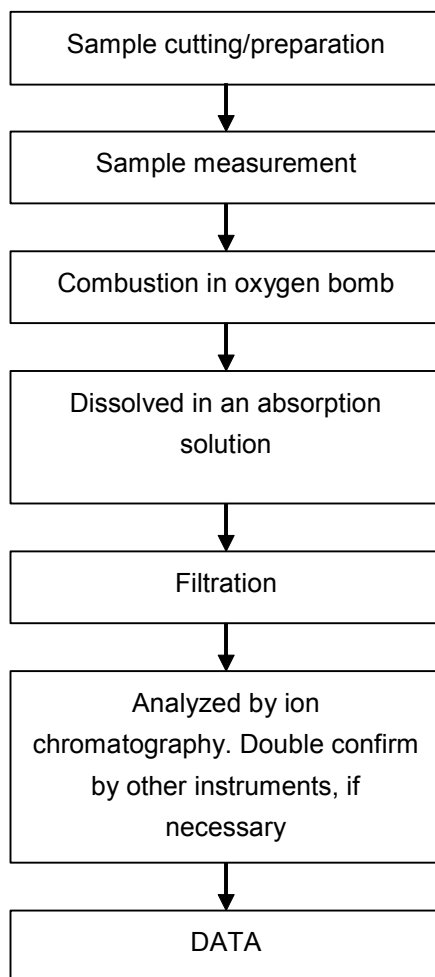 Sample cutting/preparation
Sample measurement
Combustion in oxygen bomb
Dissolved in an absorption
solution
Filtration
Analyzed by ion
chromatography. Double confirm
by other instruments, if
necessary
DATA